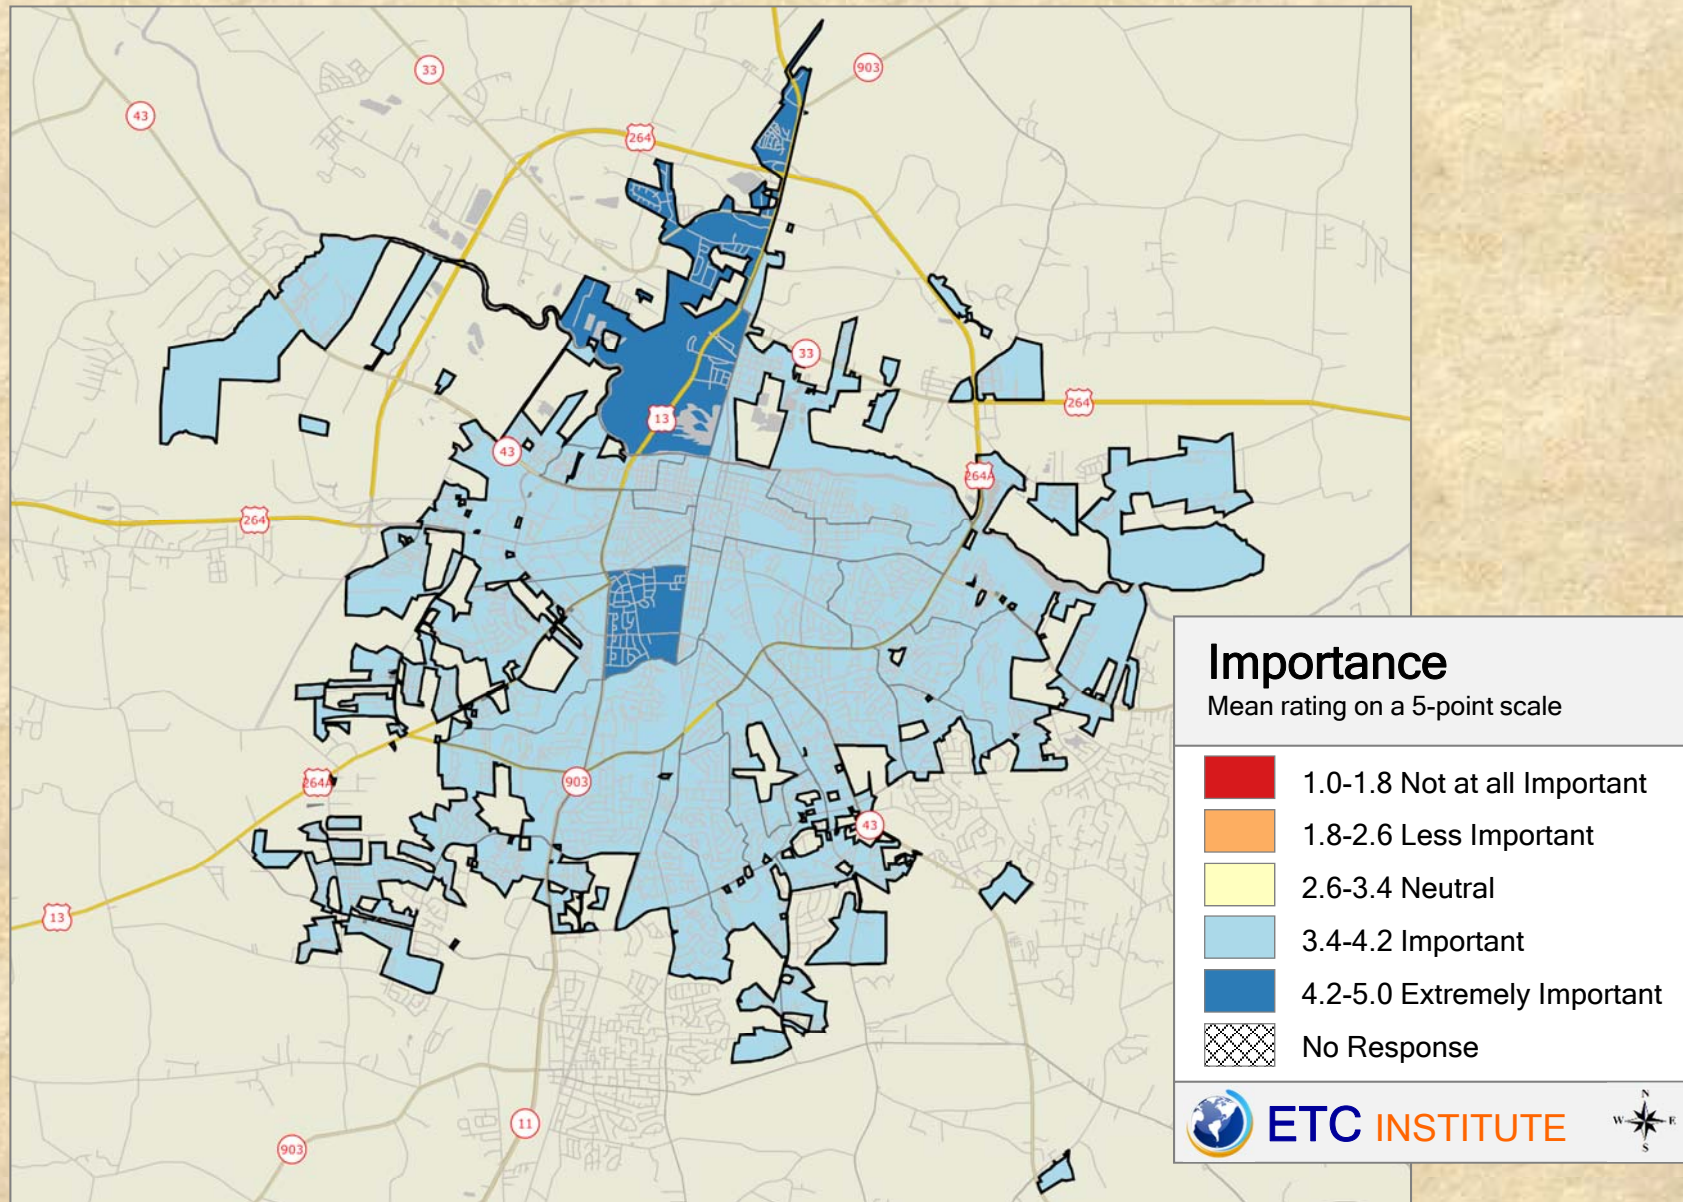 33
903
43
264
33
13
264
43
264A
264
264A
903
43
13
11
903
Importance
Mean rating on a 5-point scale
1.0-1.8 Not at all Important
1.8-2.6 Less Important
2.6-3.4 Neutral
3.4-4.2 Important
4.2-5.0 Extremely Important
No Response
ETC INSTITUTE
N
W E
S